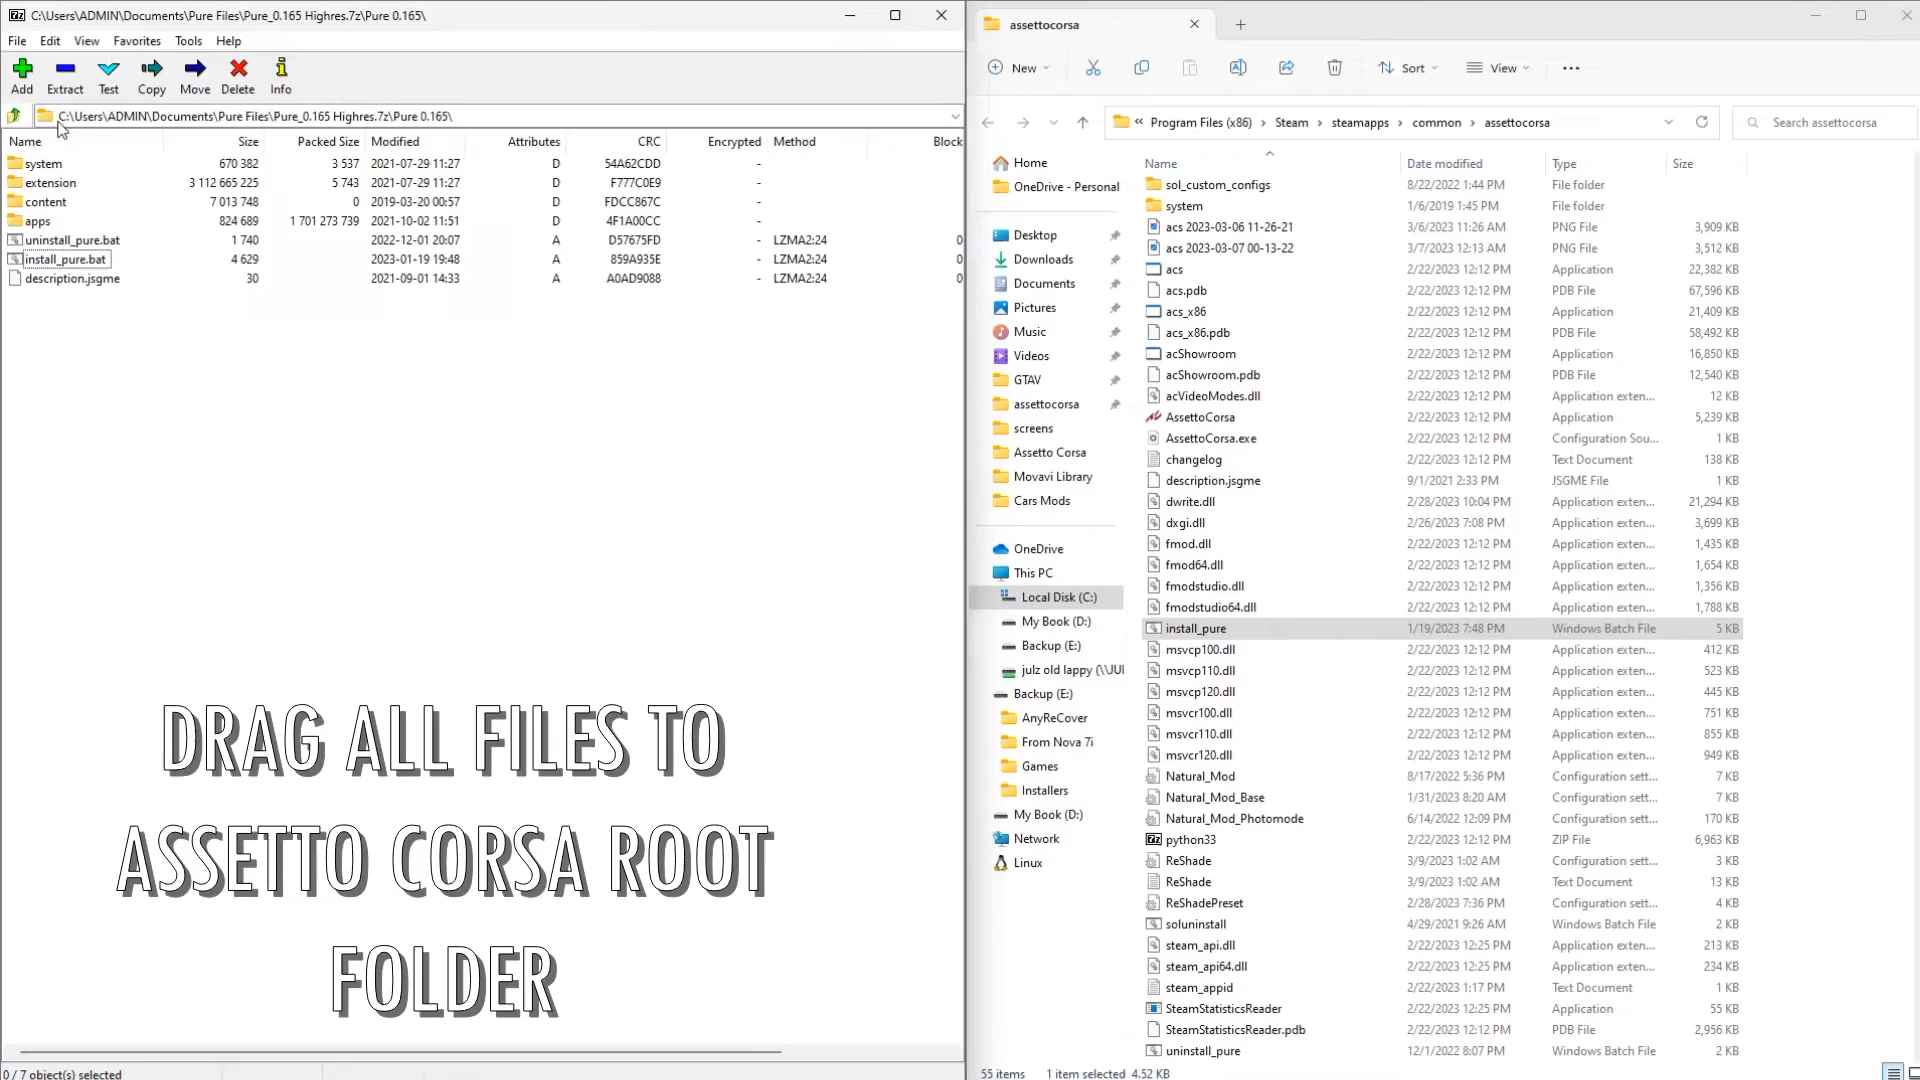 C:\Users\ADMIN\Documents\Pure Files\Pure_0.165 Highres.7z\Pure 0.165\
File Edit View Favorites Tools Help
Add Extract Test Copy Move Delete Info
C:\Users\ADMIN\Documents\Pure Files\Pure_0.165 Highres.7z\Pure 0.165\
Name Size Packed Size Modified Attributes CRC Encrypted Method Block
system 670 382 3 537 2021-07-29 11:27 D 54A62CDD -
extension 3 112 665 225 5 743 2021-07-29 11:27 D F777C0E9 -
content 7 013 748 0 2019-03-20 00:57 D FDCC867C -
apps 824 689 1 701 273 739 2021-10-02 11:51 D 4F1A00CC -
uninstall_pure.bat 1 740 2022-12-01 20:07 A D57675FD - LZMA2:24 0
install_pure.bat 4 629 2023-01-19 19:48 A 859A935E - LZMA2:24 0
description.jsgme 30 2021-09-01 14:33 A A0AD9088 - LZMA2:24 0
DRAG ALL FILES TO
ASSETTO CORSA ROOT
FOLDER
0 / 7 object(s) selected
assettocorsa
New Sort View
« Program Files (x86) > Steam > steamapps > common > assettocorsa
Search assettocorsa
Home
OneDrive - Personal
Desktop
Downloads
Documents
Pictures
Music
Videos
GTAV
assettocorsa
screens
Assetto Corsa
Movavi Library
Cars Mods
OneDrive
This PC
Local Disk (C:)
My Book (D:)
Backup (E:)
julz old lappy (\\JUI
Backup (E:)
AnyReCover
From Nova 7i
Games
Installers
My Book (D:)
Network
Linux
Name Date modified Type Size
sol_custom_configs 8/22/2022 1:44 PM File folder
system 1/6/2019 1:45 PM File folder
acs 2023-03-06 11-26-21 3/6/2023 11:26 AM PNG File 3,909 KB
acs 2023-03-07 00-13-22 3/7/2023 12:13 AM PNG File 3,512 KB
acs 2/22/2023 12:12 PM Application 22,382 KB
acs.pdb 2/22/2023 12:12 PM PDB File 67,596 KB
acs_x86 2/22/2023 12:12 PM Application 21,409 KB
acs_x86.pdb 2/22/2023 12:12 PM PDB File 58,492 KB
acShowroom 2/22/2023 12:12 PM Application 16,850 KB
acShowroom.pdb 2/22/2023 12:12 PM PDB File 12,540 KB
acVideoModes.dll 2/22/2023 12:12 PM Application exten... 12 KB
AssettoCorsa 2/22/2023 12:12 PM Application 5,239 KB
AssettoCorsa.exe 2/22/2023 12:12 PM Configuration Sou... 1 KB
changelog 2/22/2023 12:12 PM Text Document 138 KB
description.jsgme 9/1/2021 2:33 PM JSGME File 1 KB
dwrite.dll 2/28/2023 10:04 PM Application exten... 21,294 KB
dxgi.dll 2/26/2023 7:08 PM Application exten... 3,699 KB
fmod.dll 2/22/2023 12:12 PM Application exten... 1,435 KB
fmod64.dll 2/22/2023 12:12 PM Application exten... 1,654 KB
fmodstudio.dll 2/22/2023 12:12 PM Application exten... 1,356 KB
fmodstudio64.dll 2/22/2023 12:12 PM Application exten... 1,788 KB
install_pure 1/19/2023 7:48 PM Windows Batch File 5 KB
msvcp100.dll 2/22/2023 12:12 PM Application exten... 412 KB
msvcp110.dll 2/22/2023 12:12 PM Application exten... 523 KB
msvcp120.dll 2/22/2023 12:12 PM Application exten... 445 KB
msvcr100.dll 2/22/2023 12:12 PM Application exten... 751 KB
msvcr110.dll 2/22/2023 12:12 PM Application exten... 855 KB
msvcr120.dll 2/22/2023 12:12 PM Application exten... 949 KB
Natural_Mod 8/17/2022 5:36 PM Configuration sett... 7 KB
Natural_Mod_Base 1/31/2023 8:20 AM Configuration sett... 7 KB
Natural_Mod_Photomode 6/14/2022 12:09 PM Configuration sett... 170 KB
python33 2/22/2023 12:12 PM ZIP File 6,963 KB
ReShade 3/9/2023 1:02 AM Configuration sett... 3 KB
ReShade 3/9/2023 1:02 AM Text Document 13 KB
ReShadePreset 2/28/2023 7:36 PM Configuration sett... 4 KB
soluninstall 4/29/2021 9:26 AM Windows Batch File 2 KB
steam_api.dll 2/22/2023 12:25 PM Application exten... 213 KB
steam_api64.dll 2/22/2023 12:25 PM Application exten... 234 KB
steam_appid 2/22/2023 1:17 PM Text Document 1 KB
SteamStatisticsReader 2/22/2023 12:25 PM Application 55 KB
SteamStatisticsReader.pdb 2/22/2023 12:12 PM PDB File 2,956 KB
uninstall_pure 12/1/2022 8:07 PM Windows Batch File 2 KB
55 items 1 item selected 4.52 KB